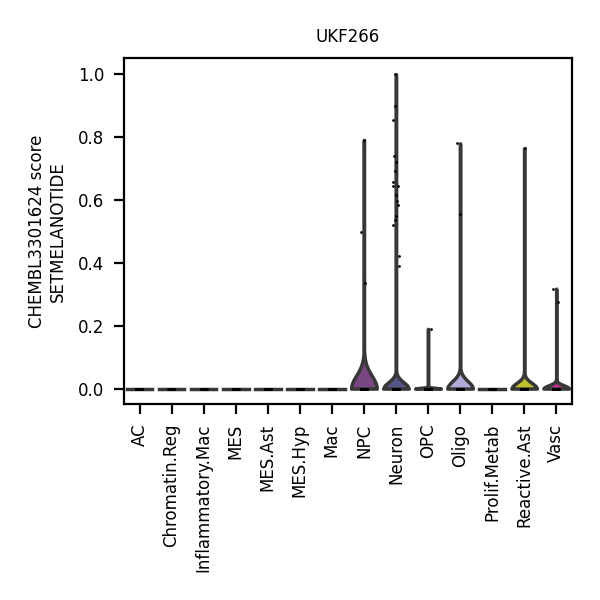 UKF266
CHEMBL3301624 score
SETMELANOTIDE
1.0
0.8
0.6
0.4
0.2
0.0
AC
Chromatin.Reg
Inflammatory.Mac
MES
MES.Ast
MES.Hyp
Mac
NPC
Neuron
OPC
Oligo
Prolif.Metab
Reactive.Ast
Vasc